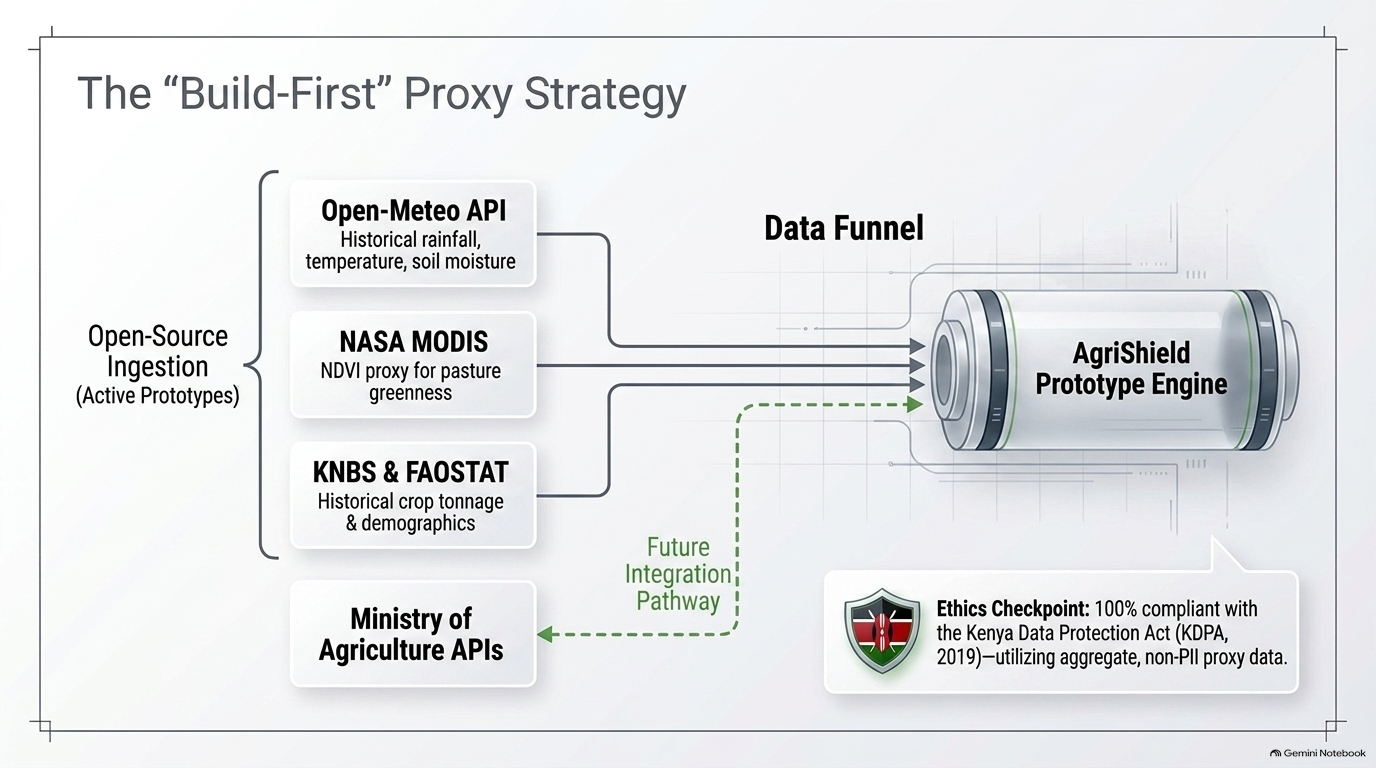 The “Build-First” Proxy Strategy
Open-Source
Ingestion
(Active Prototypes)
Open-Meteo API
Historical rainfall,
temperature, soil moisture
NASA MODIS
NDVI proxy for pasture
greenness
KNBS & FAOSTAT
Historical crop tonnage
& demographics
Ministry of
Agriculture APIs
Future
Integration
Pathway
Data Funnel
AgriShield
Prototype Engine
Ethics Checkpoint: 100% compliant with
the Kenya Data Protection Act (KDPA,
2019)—utilizing aggregate, non-PII proxy data.
Gemini Notebook